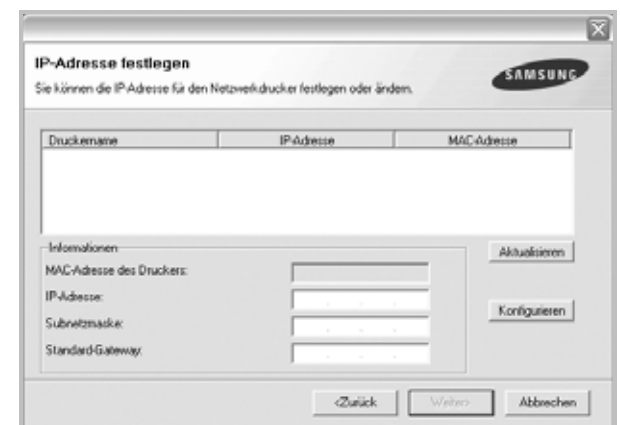 IP-Adresse festlegen
Sie können die IP-Adresse für den Netzwerkdrucker festlegen oder ändern.
SAMSUNG
Druckername IP-Adresse MAC-Adresse
Informationen
Aktualisieren
MAC-Adresse des Druckers:
IP-Adresse:
Konfigurieren
Subnetzmaske:
Standard-Gateway:
<Zurück Weiter> Abbrechen